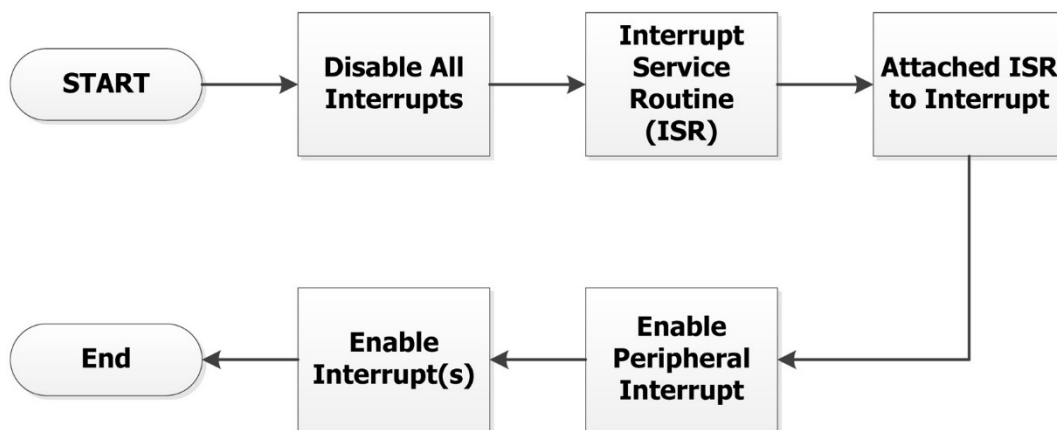 START
Disable All
Interrupts
Interrupt
Service
Routine
(ISR)
Attached ISR
to Interrupt
Enable
Peripheral
Interrupt
Enable
Interrupt(s)
End